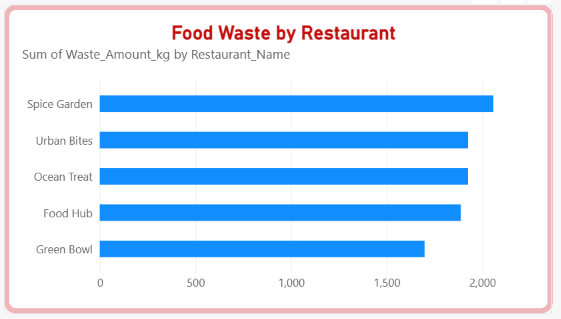 Food Waste by Restaurant
Sum of Waste_Amount_kg by Restaurant_Name
Spice Garden
Urban Bites
Ocean Treat
Food Hub
Green Bowl
0 500 1,000 1,500 2,000